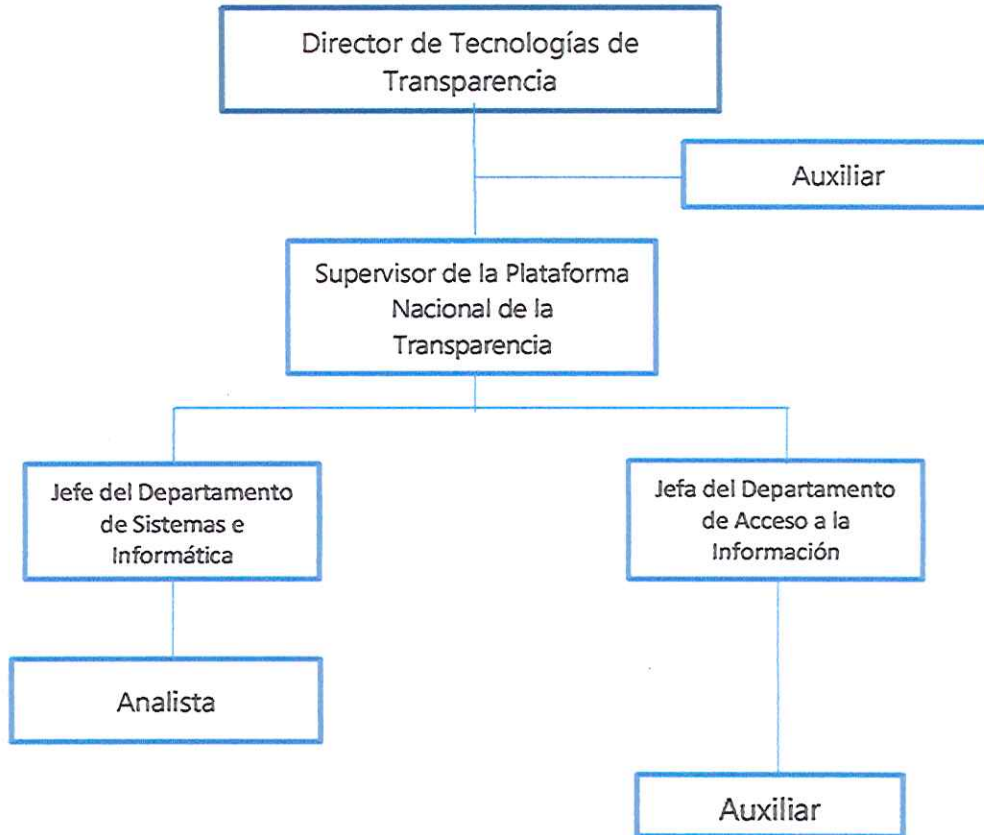 Director de Tecnologías de
Transparencia
Auxiliar
Supervisor de la Plataforma
Nacional de la
Transparencia
Jefe del Departamento
de Sistemas e
Informática
Jefa del Departamento
de Acceso a la
Información
Analista
Auxiliar